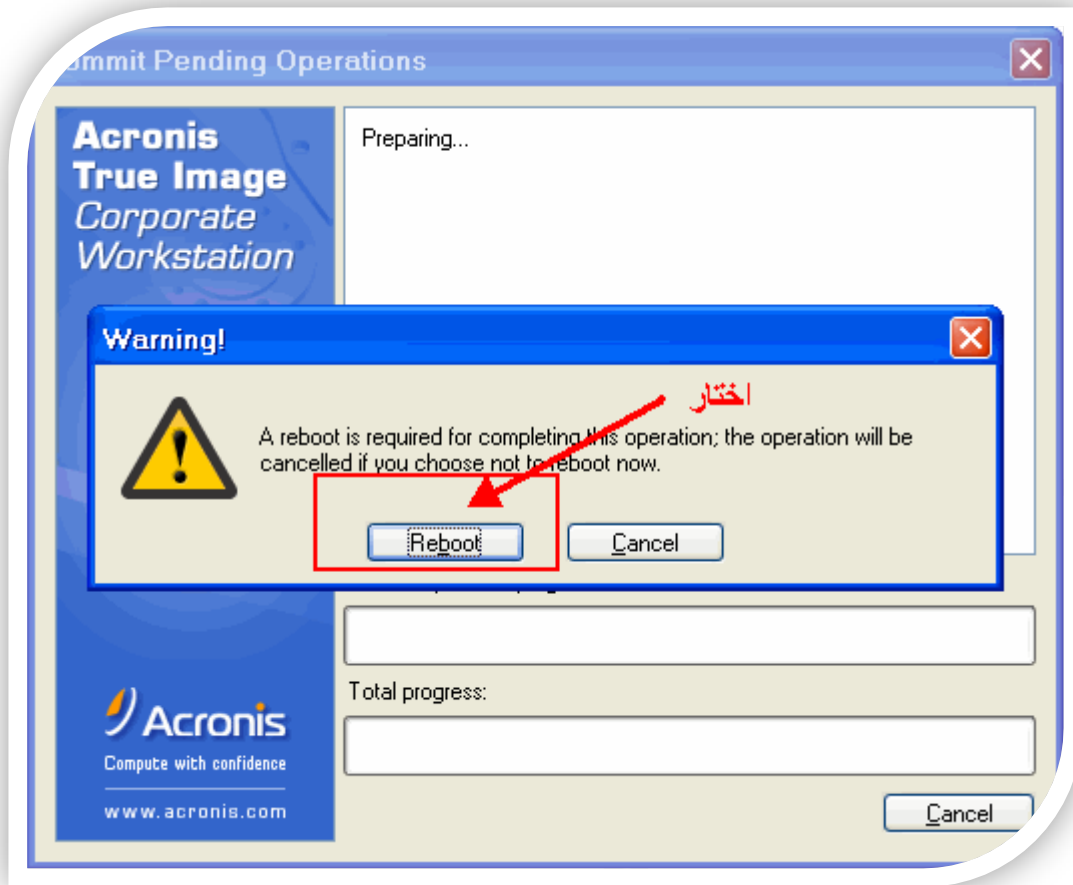 ommit Pending Operations
Acronis
True Image
Corporate
Workstation
Preparing...
Warning!
اختار
A reboot is required for completing this operation; the operation will be
cancelled if you choose not to reboot now.
Reboot
Cancel
Total progress:
Acronis
Compute with confidence
www.acronis.com
Cancel